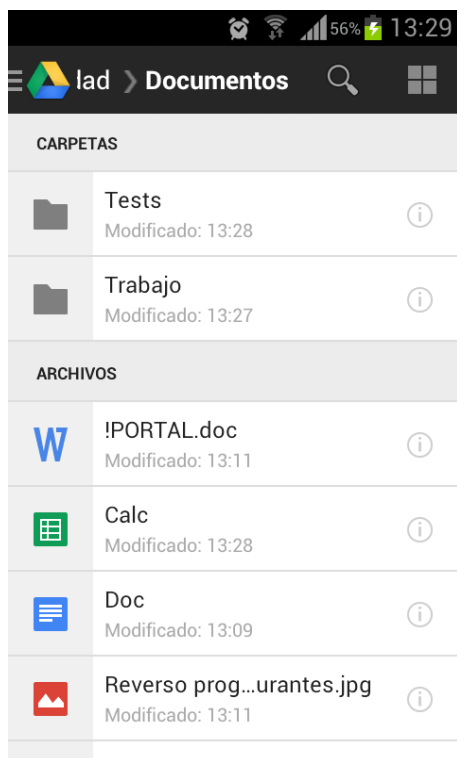 56% 13:29
lad Documentos
CARPETAS
Tests
Modificado: 13:28
Trabajo
Modificado: 13:27
ARCHIVOS
!PORTAL.doc
Modificado: 13:11
Calc
Modificado: 13:28
Doc
Modificado: 13:09
Reverso prog...urantes.jpg
Modificado: 13:11